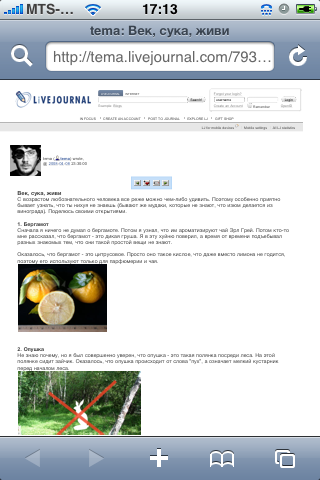 MTS-... 17:13
tema: Век, сука, живи
http://tema.livejournal.com/793...
LIVEJOURNAL
Search
Login
IN FOCUS CREATE AN ACCOUNT POST TO JOURNAL EXPLORE LJ GIFT SHOP
Век, сука, живи
С возрастом любознательного человека все реже можно чем-либо удивить. Поэтому особенно приятно
бывает узнать, что ты нихуя не знаешь. (бывают же мудаки, которые не знают, что изюм делается из
винограда). Поделюсь своими открытиями.
1. Бергамот
Сначала я ничего не думал о бергамоте. Потом я узнал, что им ароматизируют чай Эрл Грей. Потом кто-то
мне рассказал, что бергамот - это дикая груша. Я в эту хуйню поверил, а время от времени подъебывал
разных знакомых тем, что они такой простой вещи не знают.
Оказалось, что бергамот - это цитрусовое. Просто оно такое кислое, что даже вместо лимона не годится,
поэтому его используют только для парфюмерии и чая.
2. Опушка
Не знаю почему, но я был совершенно уверен, что опушка - это такая полянка посреди леса. На этой
полянке сидит зайчик. Оказалось, что опушка происходит от слова "пух", а означает мелкий кустарник
перед началом леса.